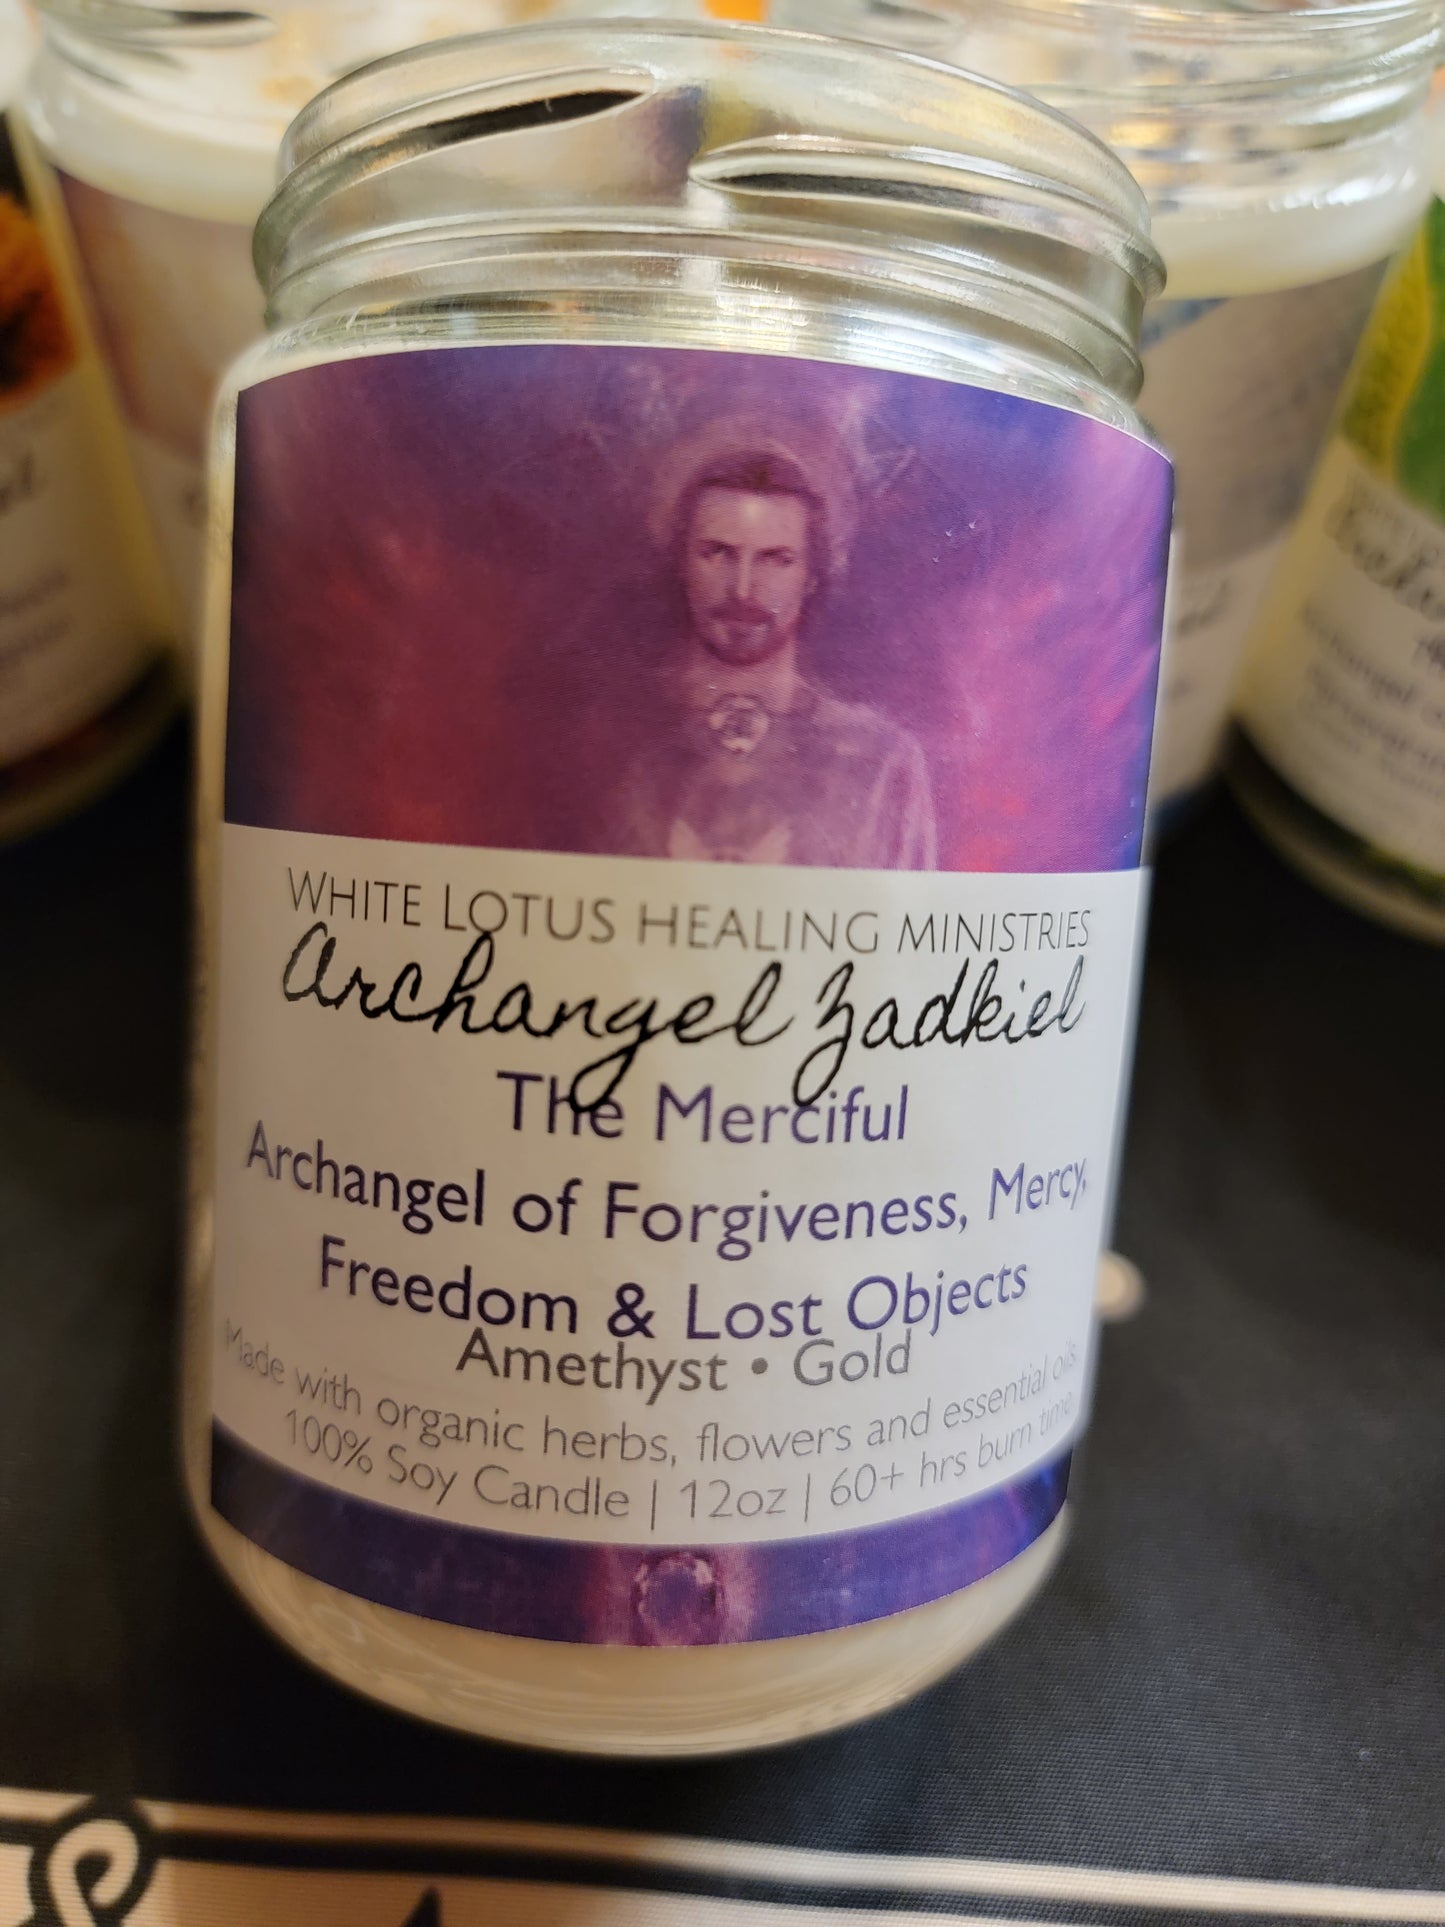 WHITE LOTUS HEALING MINISTRIES
Archangel Zadkiel
The Merciful
Archangel of Forgiveness, Mercy,
Freedom & Lost Objects
Amethyst • Gold
Made with organic herbs, flowers and essential oils
100% Soy Candle | 12oz | 60+ hrs burn time